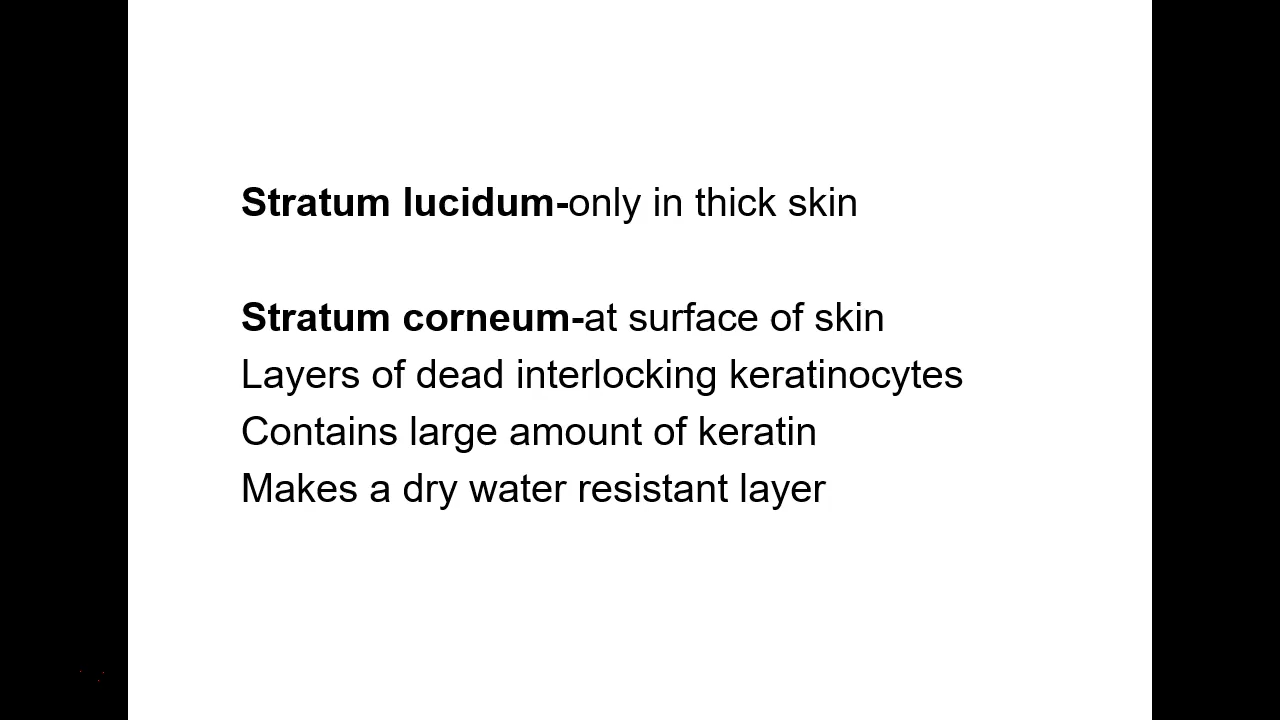 Stratum lucidum-only in thick skin
Stratum corneum-at surface of skin
Layers of dead interlocking keratinocytes
Contains large amount of keratin
Makes a dry water resistant layer